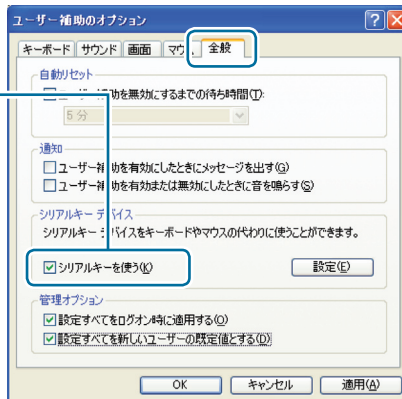 ユーザー補助のオプション
キーボード サウンド 画面 マウ 全般
自動リセット
ユーザー補助を無効にするまでの待ち時間(T):
5 分
通知
ユーザー補助を有効にしたときにメッセージを出す(G)
ユーザー補助を有効または無効にしたときに音を鳴らす(S)
シリアルキー デバイス
シリアルキー デバイスをキーボードやマウスの代わりに使うことができます。
シリアルキーを使う(K)
設定(E)
管理オプション
設定すべてをログオン時に適用する(O)
設定すべてを新しいユーザーの既定値とする(D)
OK キャンセル 適用(A)